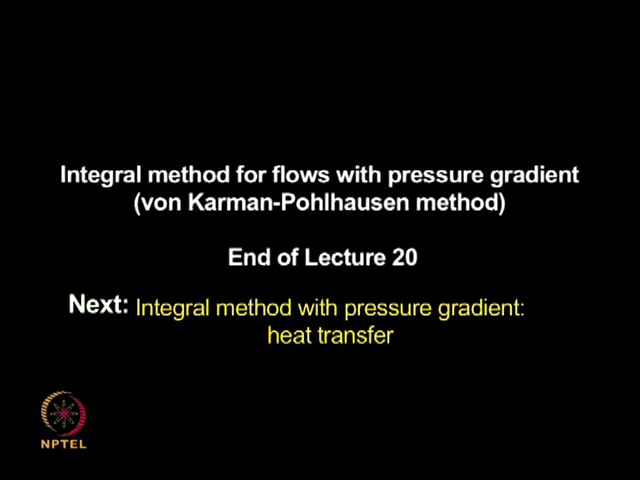 Integral method for flows with pressure gradient
(von Karman-Pohlhausen method)
End of Lecture 20
Next: Integral method with pressure gradient:
heat transfer
NPTEL